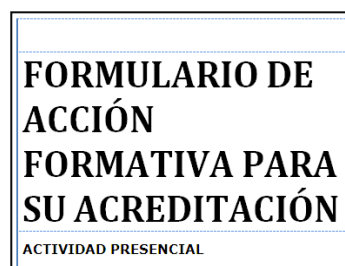 FORMULARIO DE
ACCIÓN
FORMATIVA PARA
SU ACREDITACIÓN
ACTIVIDAD PRESENCIAL